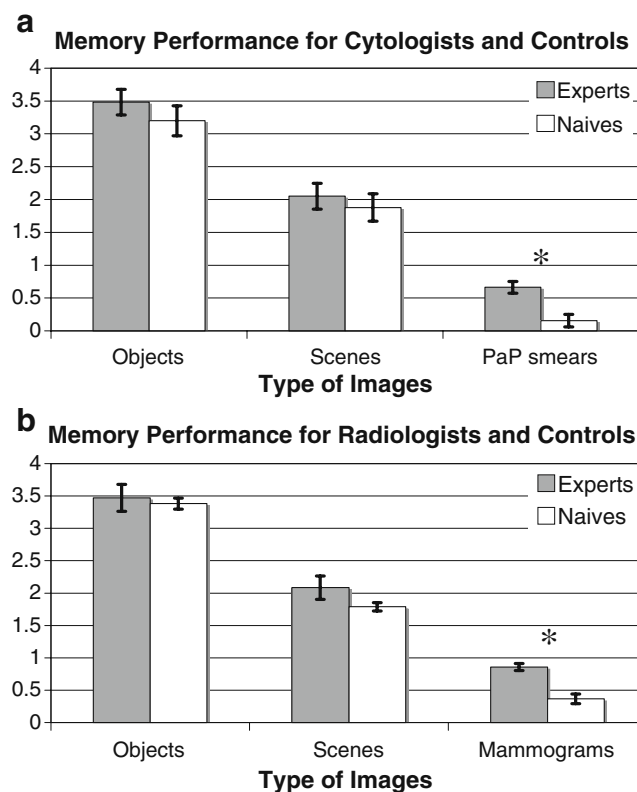 a
Memory Performance for Cytologists and Controls
4
3.5
3
2.5
2
1.5
1
0.5
0
Experts
Naives
*
Objects Scenes PaP smears
Type of Images
b
Memory Performance for Radiologists and Controls
4
3.5
3
2.5
2
1.5
1
0.5
0
Experts
Naives
*
Objects Scenes Mammograms
Type of Images